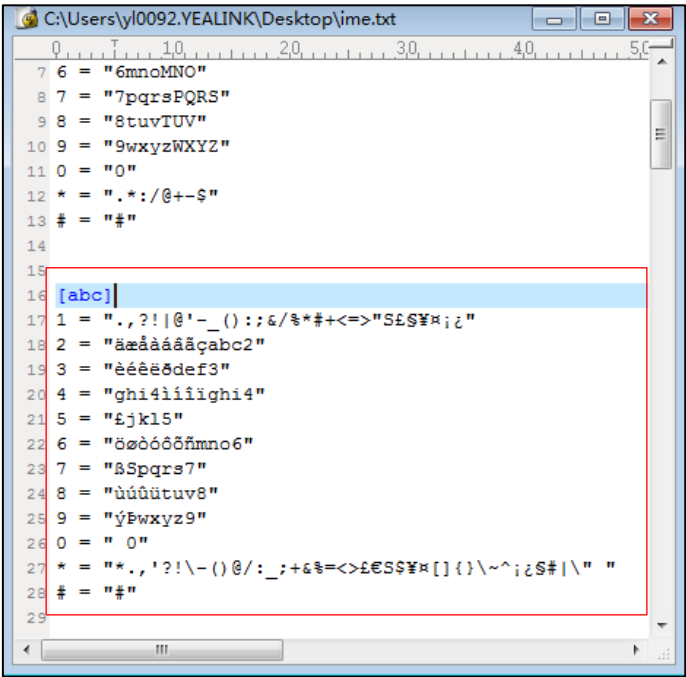 C:\Users\yl0092.YEALINK\Desktop\ime.txt
0 10 20 30 40 50
7 6 = "6mnoMNO"
8 7 = "7pqrsPQRS"
9 8 = "8tuvTUV"
10 9 = "9wxyzWXYZ"
11 0 = "0"
12 * = ".*:/@+-$"
13 # = "#"
14
15
16 [abc]
17 1 = ".,?!|@'-_():;&/%*#+<=>"S£§¥¤¡¿"
18 2 = "äæåàáâãçabc2"
19 3 = "èéêëðdef3"
20 4 = "ghi4ìíîïghi4"
21 5 = "£jkl5"
22 6 = "öøòóôõñmno6"
23 7 = "ßSpqrs7"
24 8 = "ùúûütuv8"
25 9 = "ýÞwxyz9"
26 0 = " 0"
27 * = "*.,'?!\-()@/:_;+&%=<>£€S$¥¤[]{}\~^¡¿§#|\" "
28 # = "#"
29